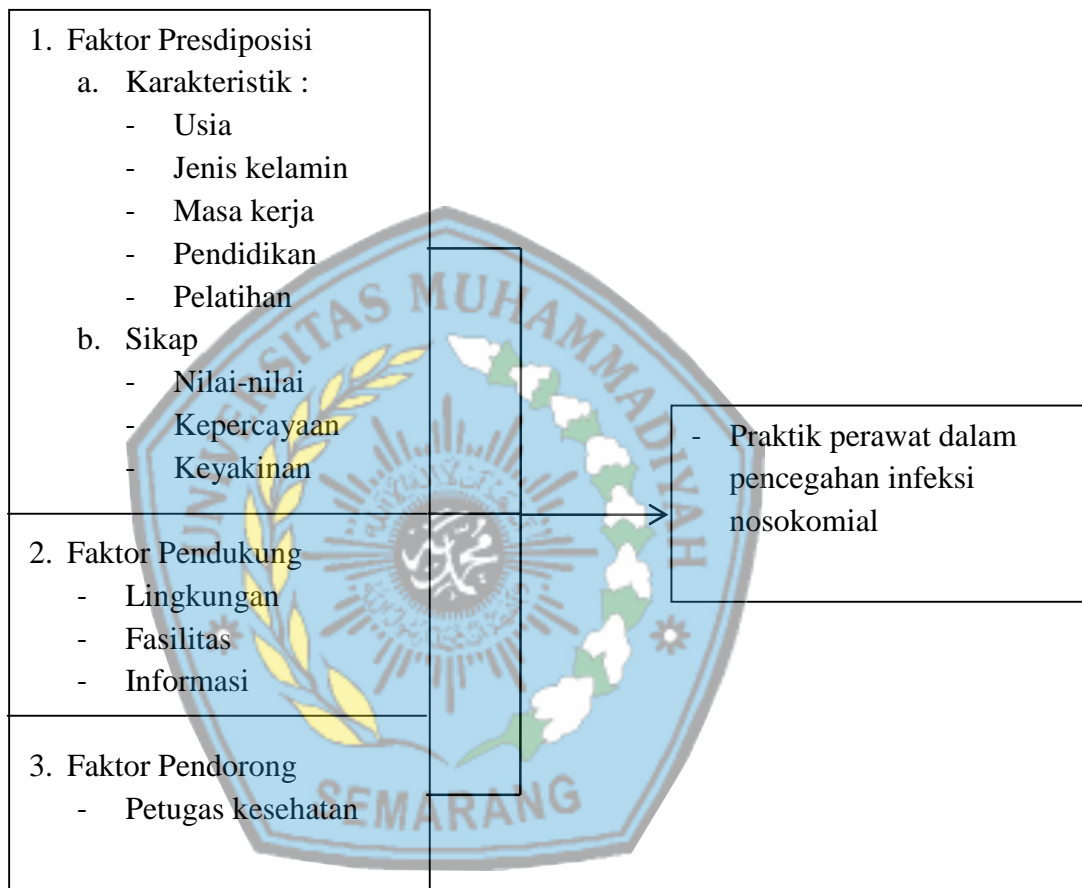 1. Faktor Presdiposisi
a. Karakteristik :
- Usia
- Jenis kelamin
- Masa kerja
- Pendidikan
- Pelatihan
b. Sikap
- Nilai-nilai
- Kepercayaan
- Keyakinan
2. Faktor Pendukung
- Lingkungan
- Fasilitas
- Informasi
3. Faktor Pendorong
- Petugas kesehatan
- Praktik perawat dalam
pencegahan infeksi
nosokomial
UNIVERSITAS MUHAMMADIYAH
SEMARANG